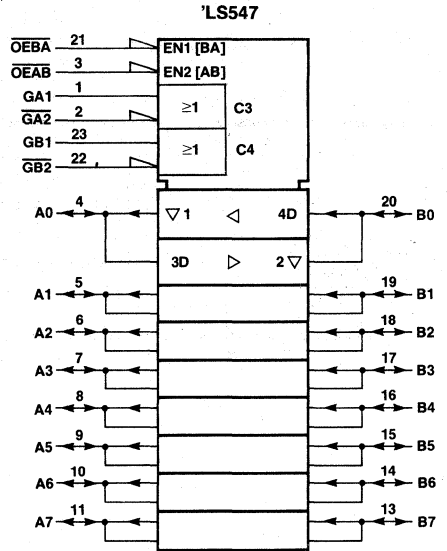 'LS547
OEBA 21 EN1 [BA]
OEAB 3 EN2 [AB]
GA1 1
≥1 C3
GA2 2
GB1 23
≥1 C4
GB2 22
A0 4 ▽1 ◁ 4D 20 B0
3D ▷ 2▽
A1 5 19 B1
A2 6 18 B2
A3 7 17 B3
A4 8 16 B4
A5 9 15 B5
A6 10 14 B6
A7 11 13 B7